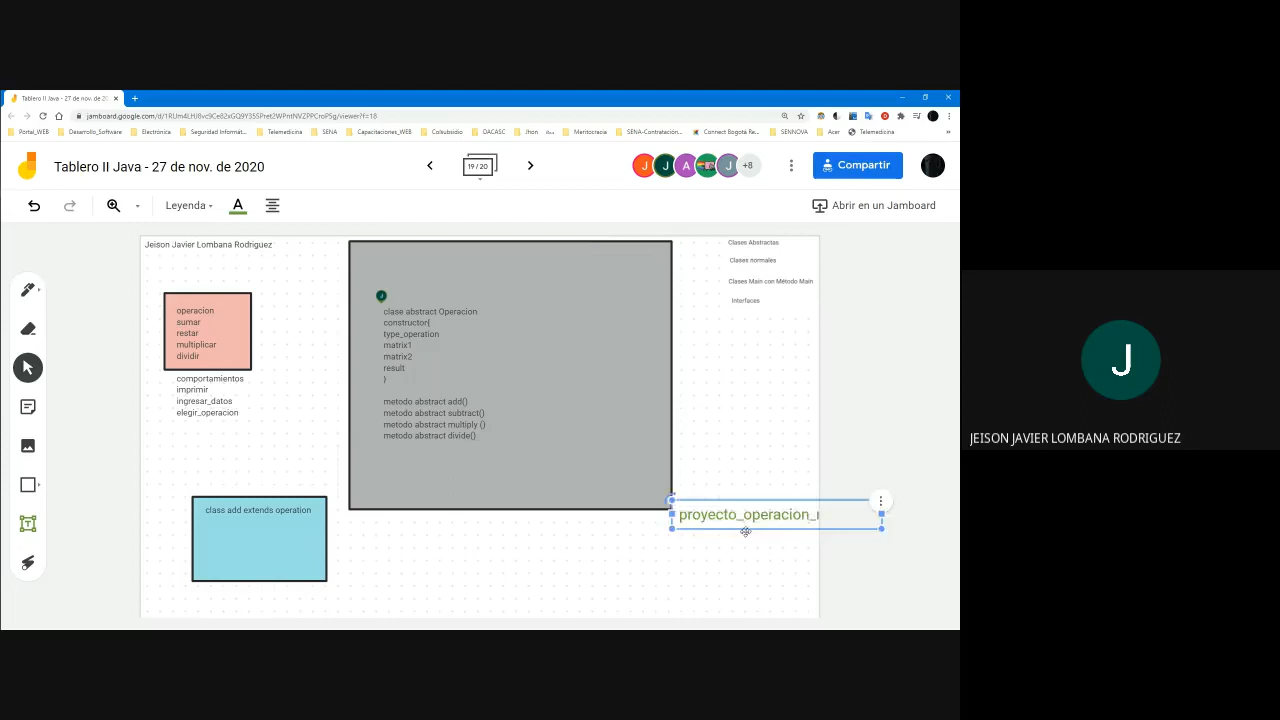 Tablero II Java - 27 de nov. de 20
jamboard.google.com/d/1RUm4LHJ8vc9Ce82xGQ9Y355Pret2WPntNVZPPCroP5g/viewer?f=18
Portal_WEB
Desarrollo_Software
Electrónica
Seguridad Informát...
Telemedicina
SENA
Capacitaciones_WEB
Colsubsidio
OACASC
Jhon
Meritocracia
SENA-Contratación...
Connect Bogotá Re...
SENNOVA
Acer
Telemedicina
»
Tablero II Java - 27 de nov. de 2020
19 / 20
J
J
A
J
+8
Compartir
Leyenda
A
Abrir en un Jamboard
Jeison Javier Lombana Rodriguez
operacion
sumar
restar
multiplicar
dividir
comportamientos
imprimir
ingresar_datos
elegir_operacion
class add extends operation
J
clase abstract Operacion
constructor{
type_operation
matrix1
matrix2
result
}
metodo abstract add()
metodo abstract subtract()
metodo abstract multiply ()
metodo abstract divide()
Clases Abstractas
Clases normales
Clases Main con Método Main
Interfaces
proyecto_operacion_
J
JEISON JAVIER LOMBANA RODRIGUEZ